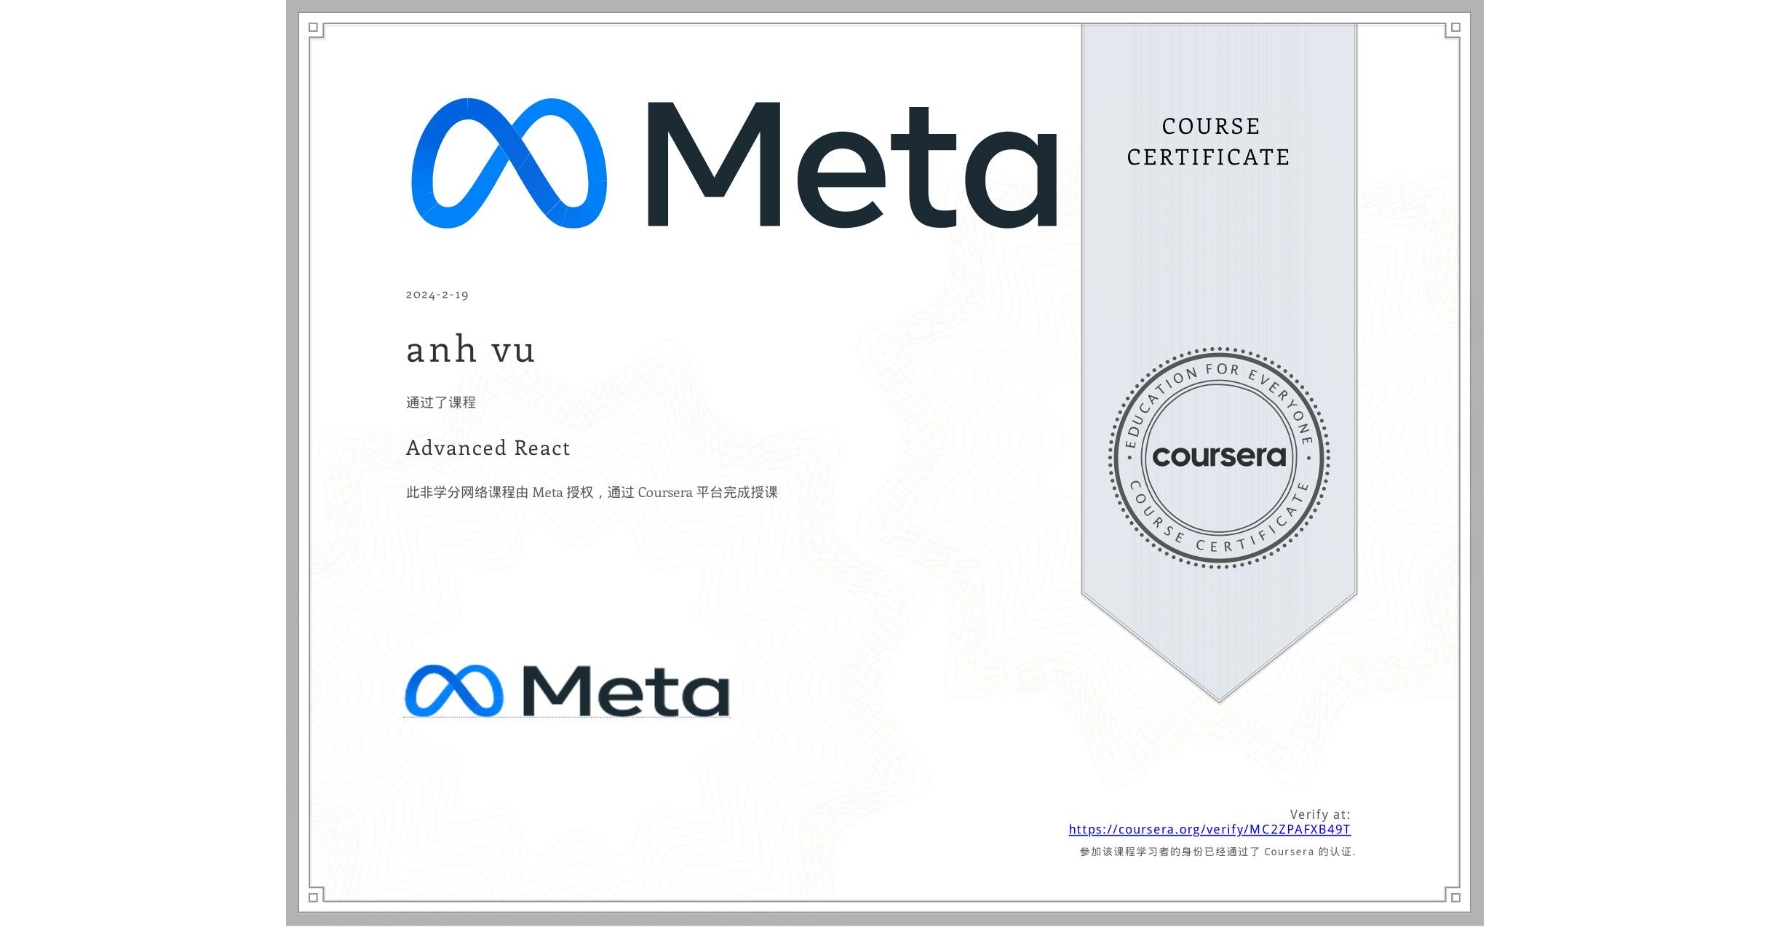 Meta
COURSE
CERTIFICATE
2024-2-19
anh vu
通过了课程
Advanced React
此非学分网络课程由 Meta 授权，通过 Coursera 平台完成授课
EDUCATION FOR EVERYONE
coursera
COURSE CERTIFICATE
Meta
Verify at:
https://coursera.org/verify/MC2ZPAFXB49T
参加该课程学习者的身份已经通过了 Coursera 的认证.